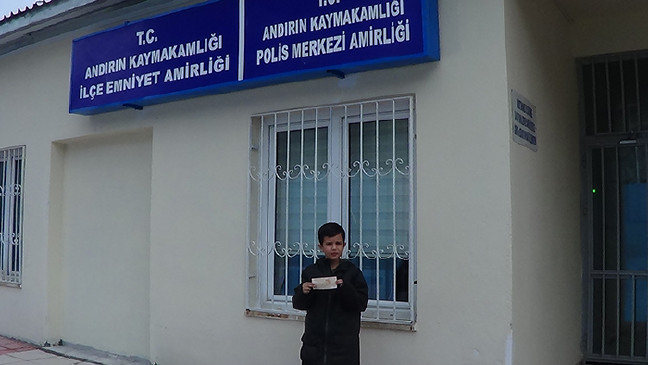 T.C.
ANDIRIN KAYMAKAMLIĞI
İLÇE EMNİYET AMİRLİĞİ
T.C.
ANDIRIN KAYMAKAMLIĞI
POLİS MERKEZİ AMİRLİĞİ